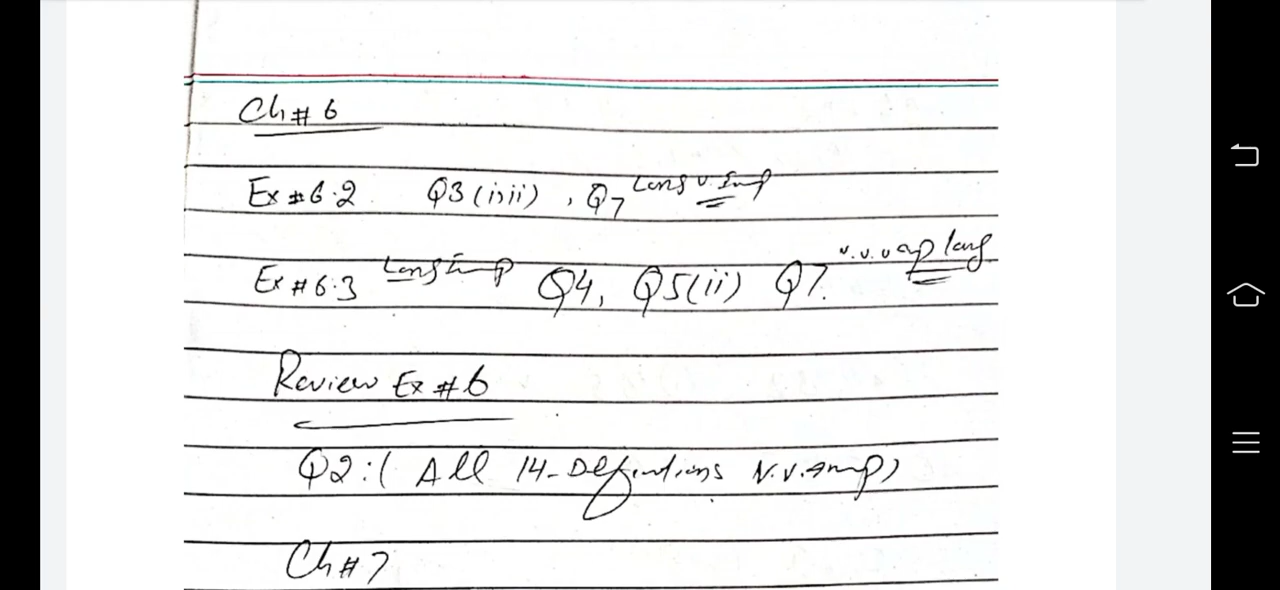 Ch # 6
Ex # 6.2 Q3 (i,ii) , Q7 Long v. Imp
Ex # 6.3 Long Imp Q4, Q5(ii) Q7. v.v.v imp long
Review Ex # 6
Q2:( All 14-Definitions V.V.Imp)
Ch # 7